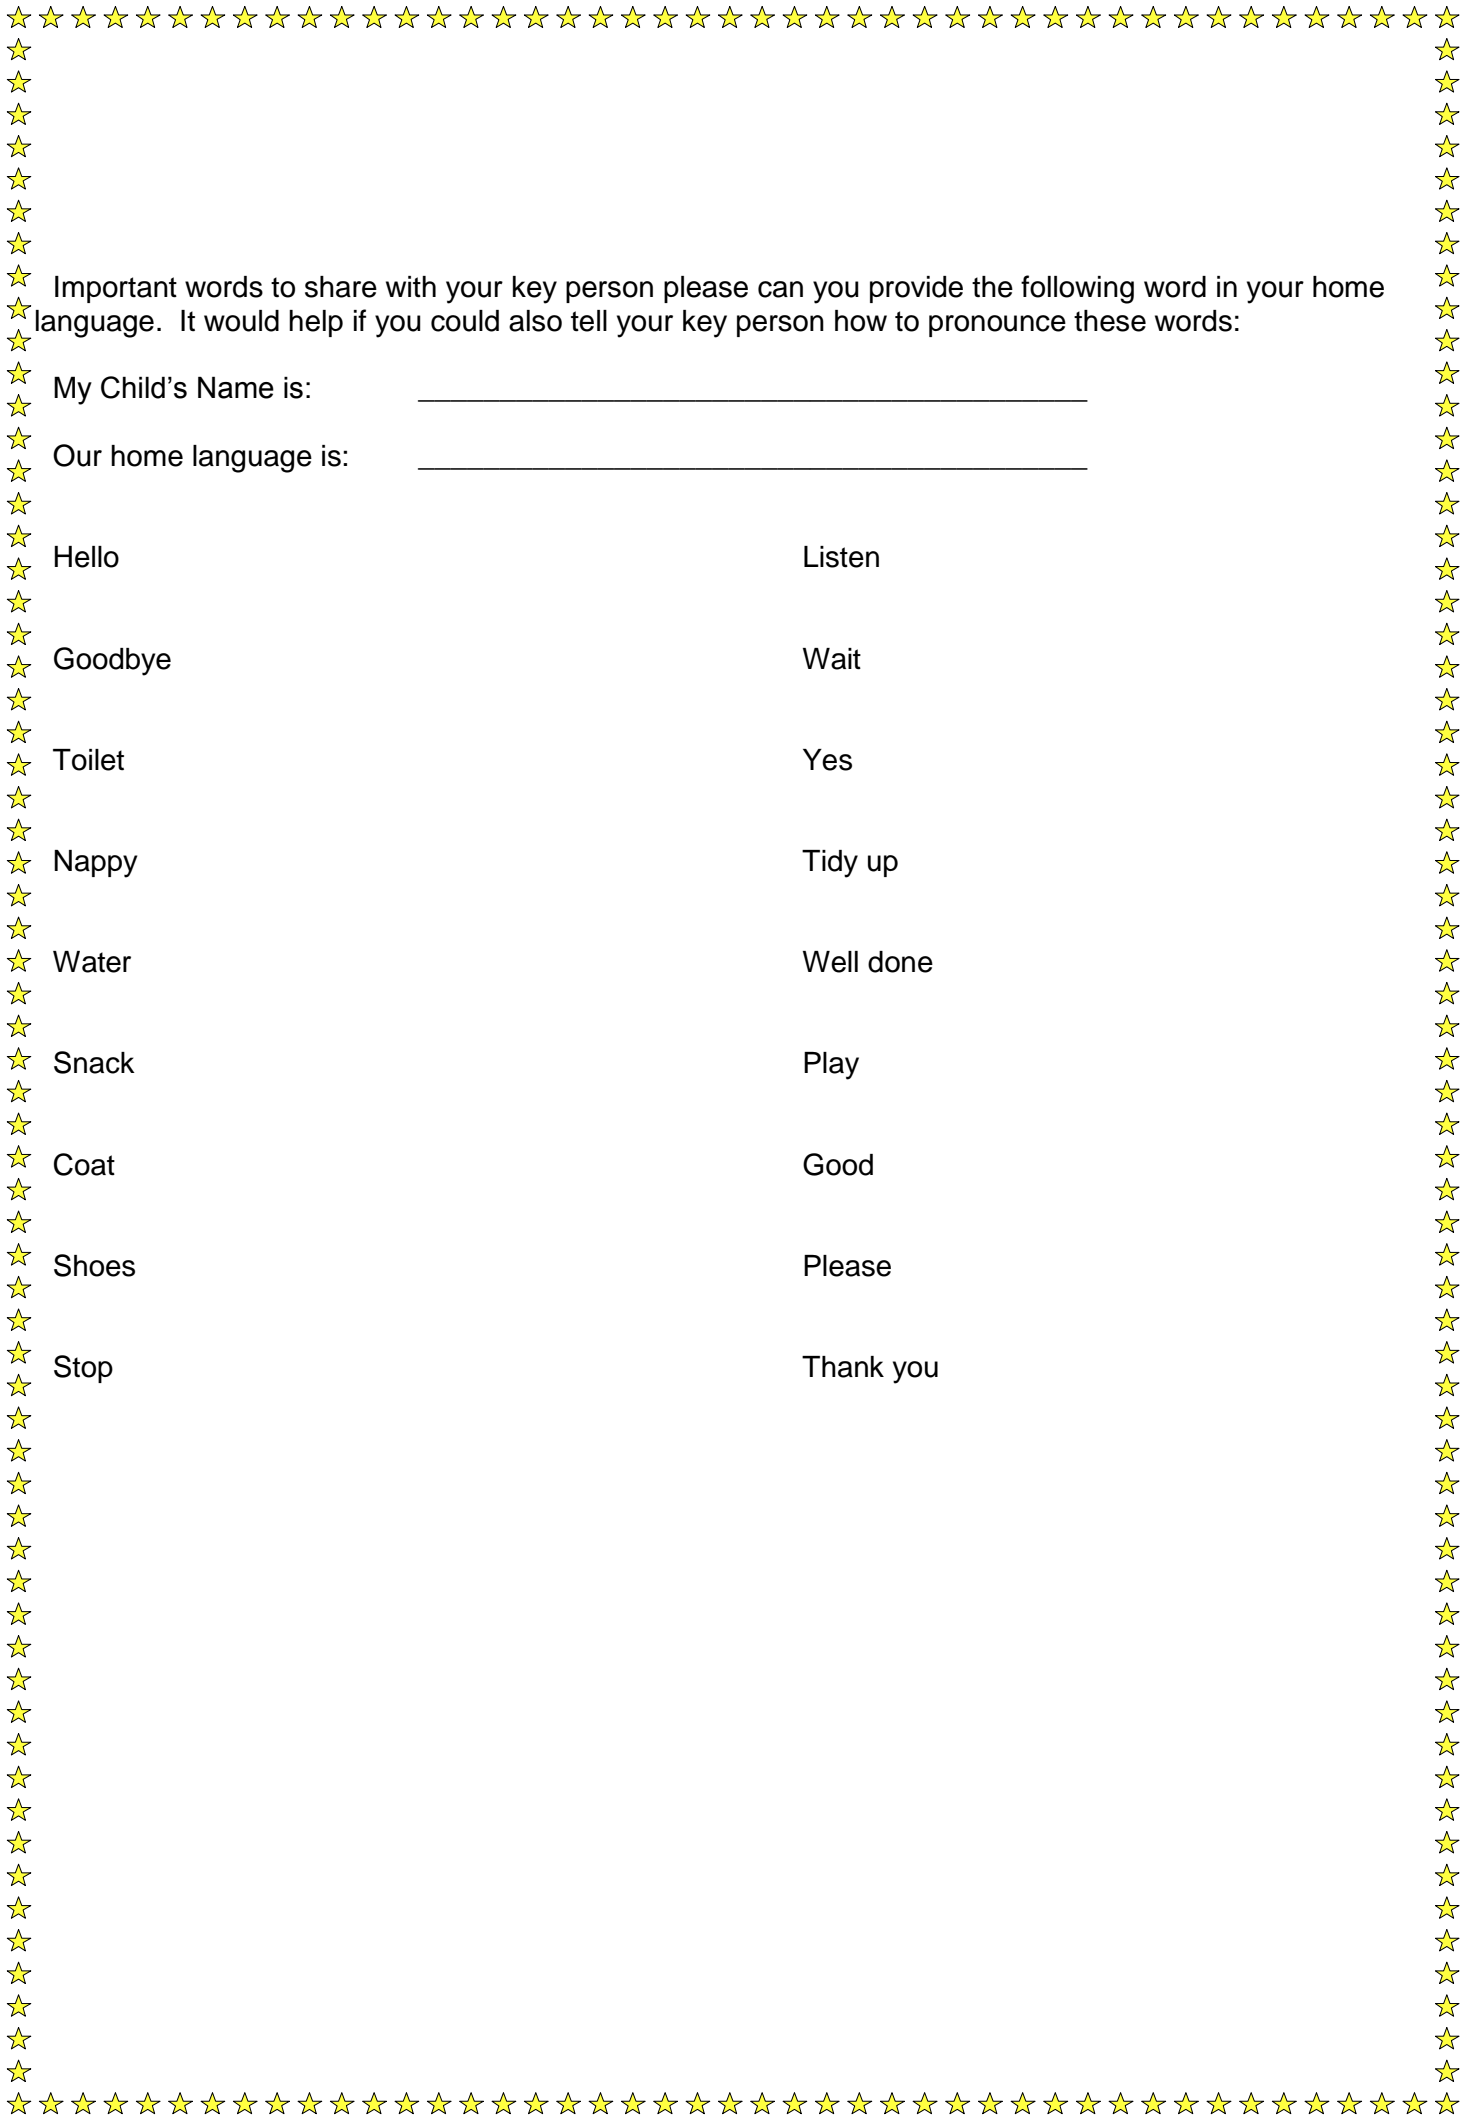 Important words to share with your key person please can you provide the following word in your home
language.  It would help if you could also tell your key person how to pronounce these words:
My Child’s Name is: _________________________________________
Our home language is: _________________________________________
Hello Listen
Goodbye Wait
Toilet Yes
Nappy Tidy up
Water Well done
Snack Play
Coat Good
Shoes Please
Stop Thank you